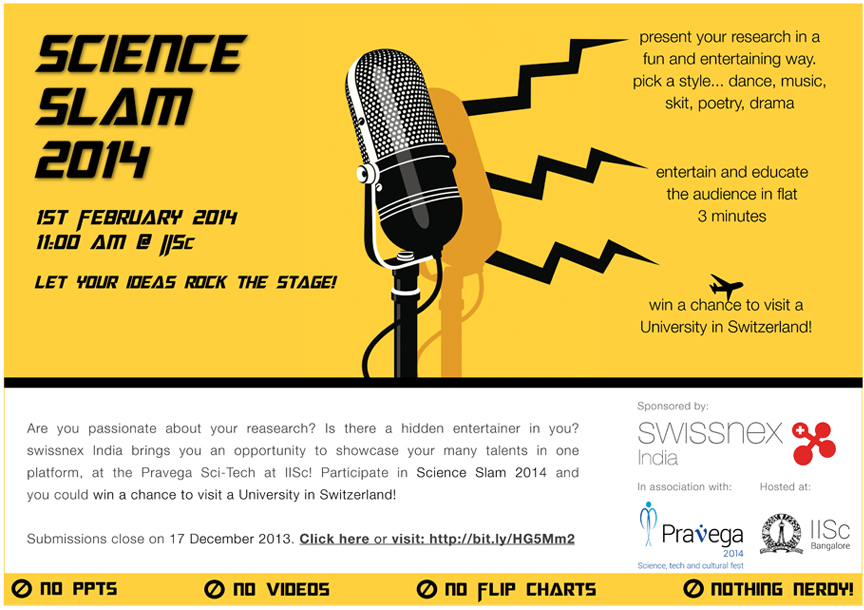 SCIENCE
SLAM
2014
1ST FEBRUARY 2014
11:00 AM @ IISc
LET YOUR IDEAS ROCK THE STAGE!
present your research in a
fun and entertaining way.
pick a style... dance, music,
skit, poetry, drama
entertain and educate
the audience in flat
3 minutes
win a chance to visit a
University in Switzerland!
Are you passionate about your reasearch? Is there a hidden entertainer in you?
swissnex India brings you an opportunity to showcase your many talents in one
platform, at the Pravega Sci-Tech at IISc! Participate in Science Slam 2014 and
you could win a chance to visit a University in Switzerland!
Submissions close on 17 December 2013. Click here or visit: http://bit.ly/HG5Mm2
Sponsored by:
swissnex
India
In association with:
Pravega
2014
Science, tech and cultural fest
Hosted at:
IISc
Bangalore
NO PPTS
NO VIDEOS
NO FLIP CHARTS
NOTHING NERDY!